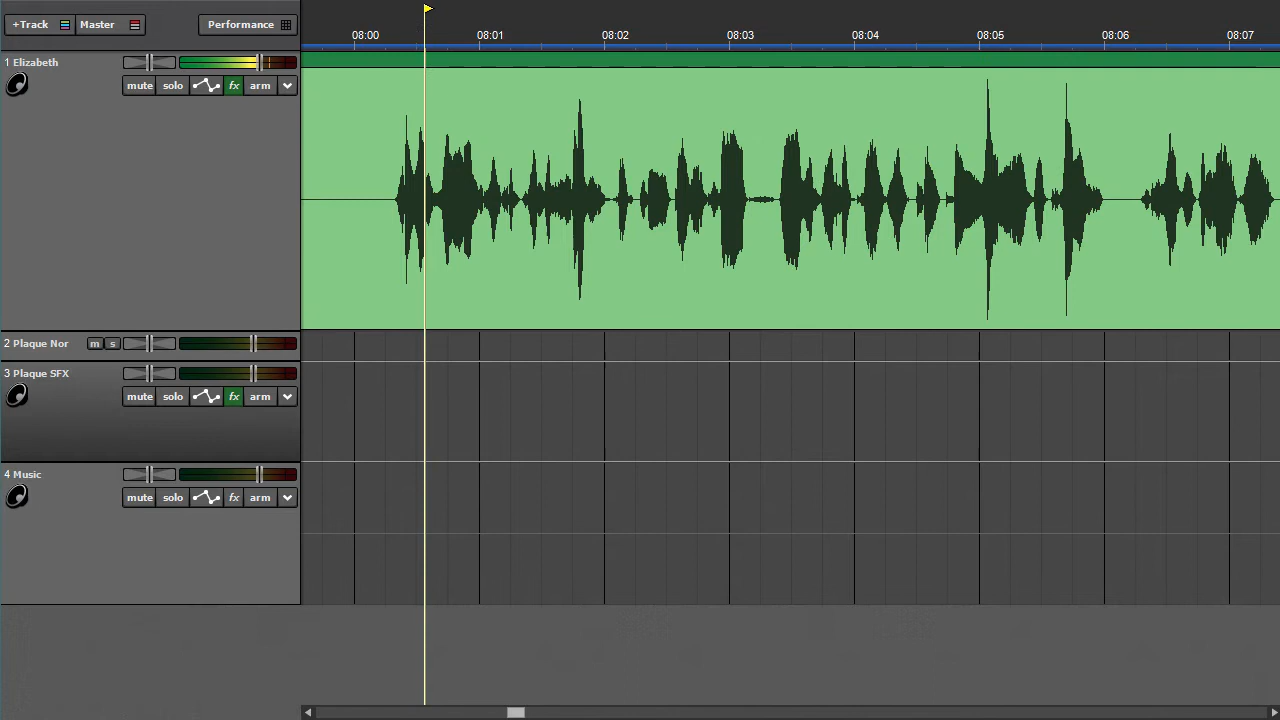 +Track Master Performance
08:00 08:01 08:02 08:03 08:04 08:05 08:06 08:07
1 Elizabeth
mute solo fx arm
2 Plaque Nor m s
3 Plaque SFX
mute solo fx arm
4 Music
mute solo fx arm